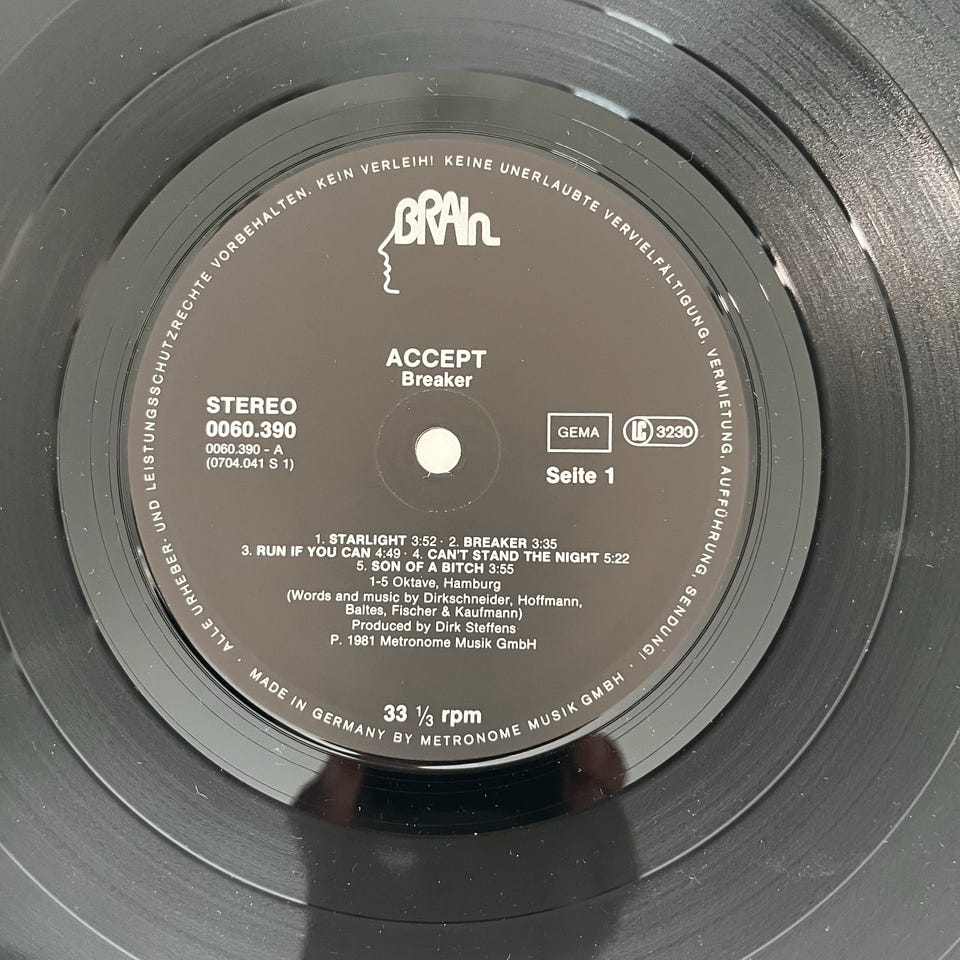 ALLE URHEBER- UND LEISTUNGSSCHUTZRECHTE VORBEHALTEN. KEIN VERLEIH! KEINE UNERLAUBTE VERVIELFÄLTIGUNG, VERMIETUNG, AUFFÜHRUNG, SENDUNG!
BRAIn
ACCEPT
Breaker
STEREO
0060.390
0060.390 - A
(0704.041 S 1)
GEMA
LC 3230
Seite 1
1. STARLIGHT 3:52 · 2. BREAKER 3:35
3. RUN IF YOU CAN 4:49 · 4. CAN'T STAND THE NIGHT 5:22
5. SON OF A BITCH 3:55
1-5 Oktave, Hamburg
(Words and music by Dirkschneider, Hoffmann,
Baltes, Fischer & Kaufmann)
Produced by Dirk Steffens
P. 1981 Metronome Musik GmbH
33 ⅓ rpm
MADE IN GERMANY BY METRONOME MUSIK GMBH